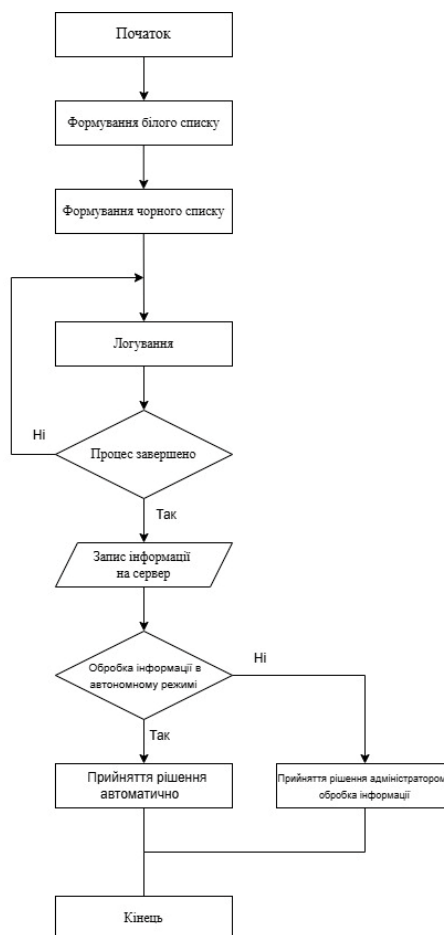 Початок
Формування білого списку
Формування чорного списку
Логування
Ні
Процес завершено
Так
Запис інформації
на сервер
Ні
Обробка інформації в
автономному режимі
Так
Прийняття рішення
автоматично
Прийняття рішення адміністратором
обробка інформації
Кінець